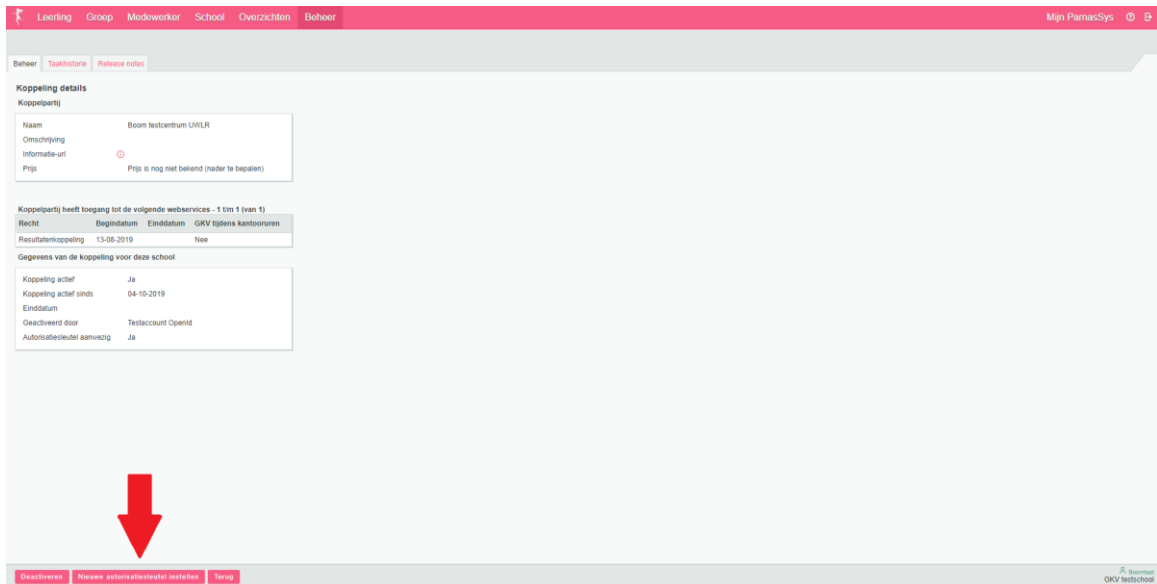 Leerling Groep Medewerker School Overzichten Beheer Mijn ParnasSys
Beheer Taakhistorie Release notes
Koppeling details
Koppelpartij
Naam Boom testcentrum UWLR
Omschrijving
Informatie-url
Prijs Prijs is nog niet bekend (nader te bepalen)
Koppelpartij heeft toegang tot de volgende webservices - 1 t/m 1 (van 1)
Recht Begindatum Einddatum GKV tijdens kantooruren
Resultatenkoppeling 13-08-2019 Nee
Gegevens van de koppeling voor deze school
Koppeling actief Ja
Koppeling actief sinds 04-10-2019
Einddatum
Geactiveerd door Testaccount OpenId
Autorisatiesleutel aanwezig Ja
Deactiveren Nieuwe autorisatiesleutel instellen Terug
Boomtest
GKV testschool